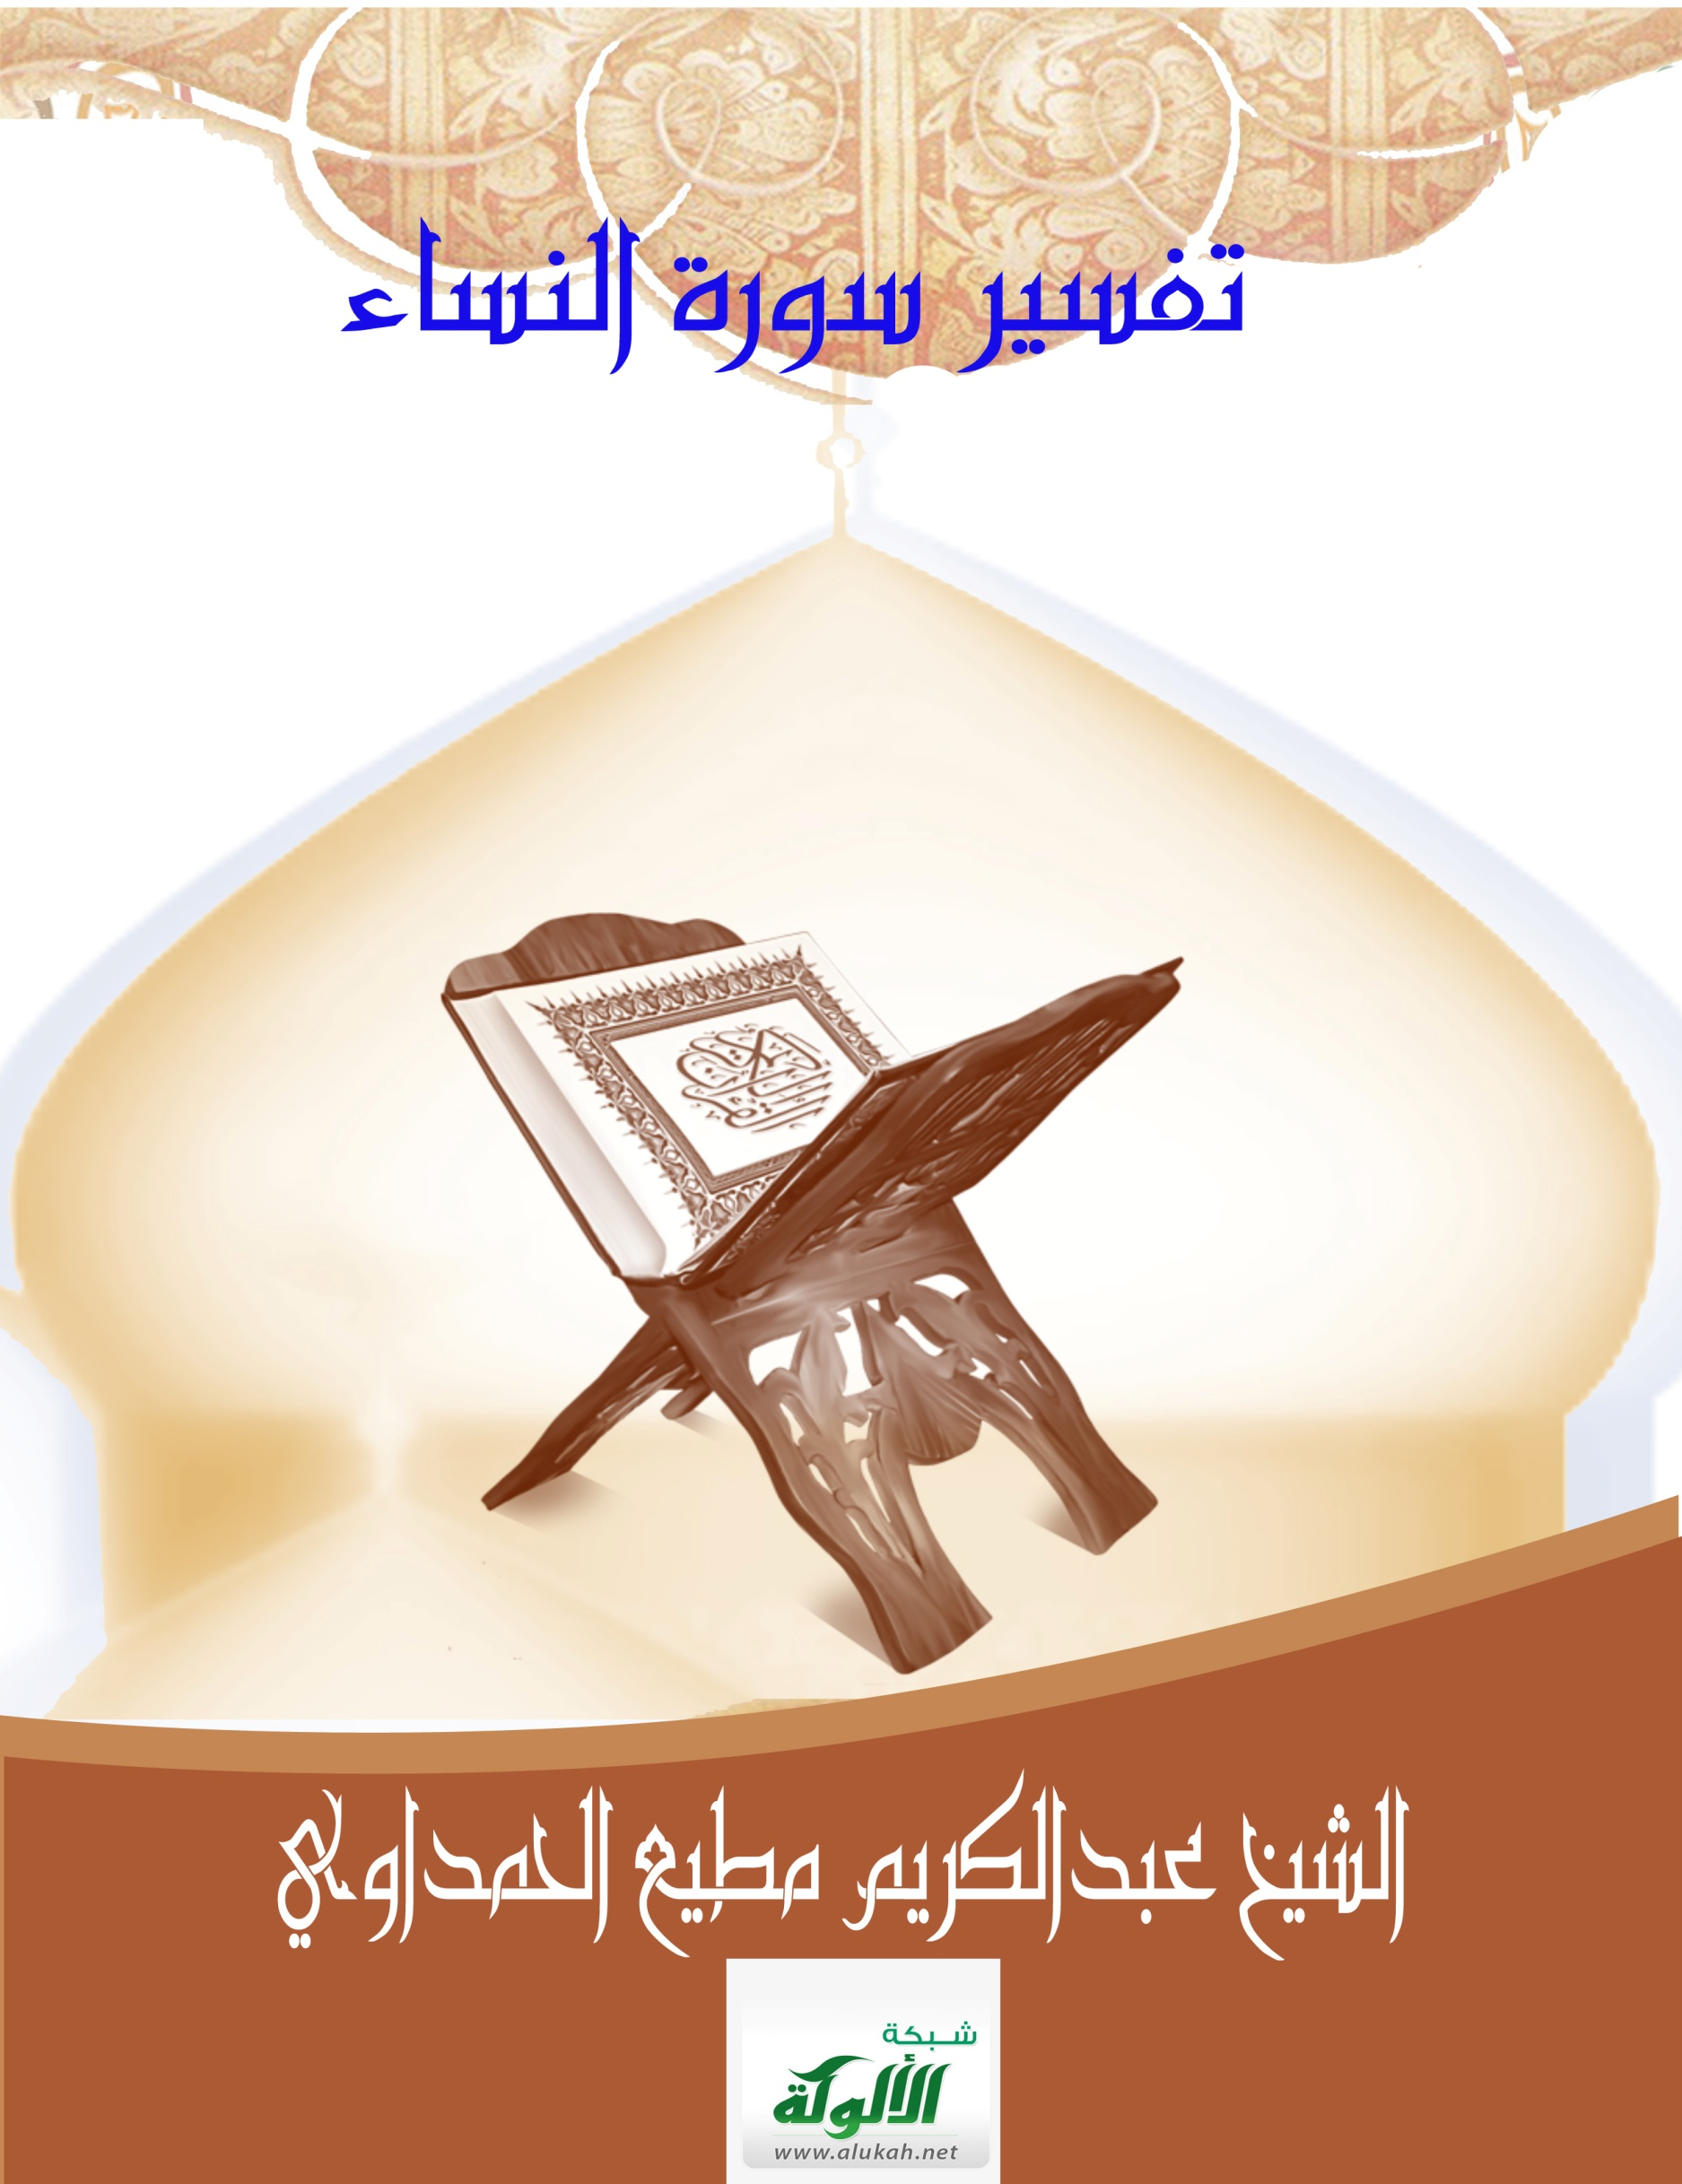 تفسير سورة النساء
الشيخ عبدالكريم مطيع الحمداوي
شبكة
الألوكة
www.alukah.net